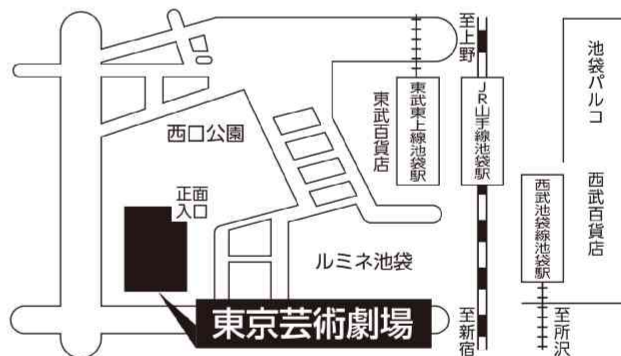 至上野
池袋パルコ
東武百貨店
東武東上線池袋駅
JR山手線池袋駅
西口公園
正面
入口
西武池袋線池袋駅
西武百貨店
ルミネ池袋
東京芸術劇場
至新宿
至所沢